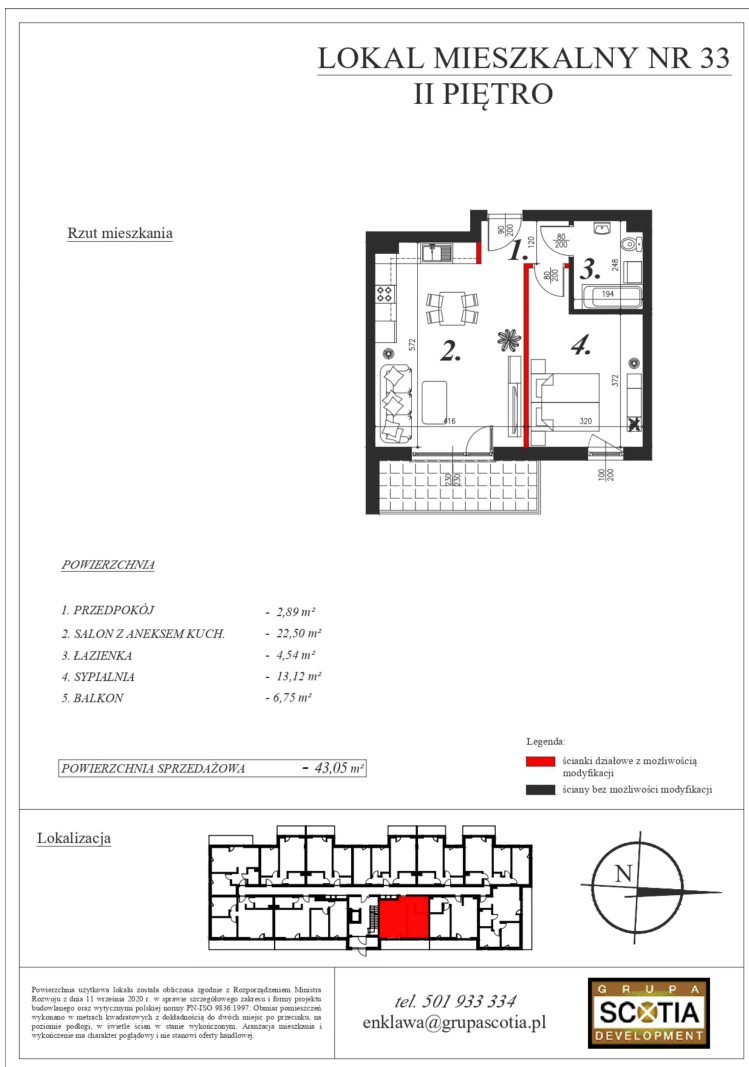 LOKAL MIESZKALNY NR 33
II PIĘTRO
Rzut mieszkania
90
200
120
80
200
80
200
1.
3.
248
194
572
2.
4.
372
416
320
230
230
100
200
POWIERZCHNIA
1. PRZEDPOKÓJ - 2,89 m²
2. SALON Z ANEKSEM KUCH. - 22,50 m²
3. ŁAZIENKA - 4,54 m²
4. SYPIALNIA - 13,12 m²
5. BALKON - 6,75 m²
POWIERZCHNIA SPRZEDAŻOWA - 43,05 m²
Legenda:
ścianki działowe z możliwością
modyfikacji
ściany bez możliwości modyfikacji
Lokalizacja
N
Powierzchnia użytkowa lokalu została obliczona zgodnie z Rozporządzeniem Ministra
Rozwoju z dnia 11 września 2020 r. w sprawie szczegółowego zakresu i formy projektu
budowlanego oraz wytycznymi polskiej normy PN-ISO 9836:1997. Obmiar pomieszczeń
wykonano w metrach kwadratowych z dokładnością do dwóch miejsc po przecinku, na
poziomie podłogi, w świetle ścian w stanie wykończonym. Aranżacja mieszkania i
wykończenie ma charakter poglądowy i nie stanowi oferty handlowej.
tel. 501 933 334
enklawa@grupascotia.pl
GRUPA
SCOTIA
DEVELOPMENT